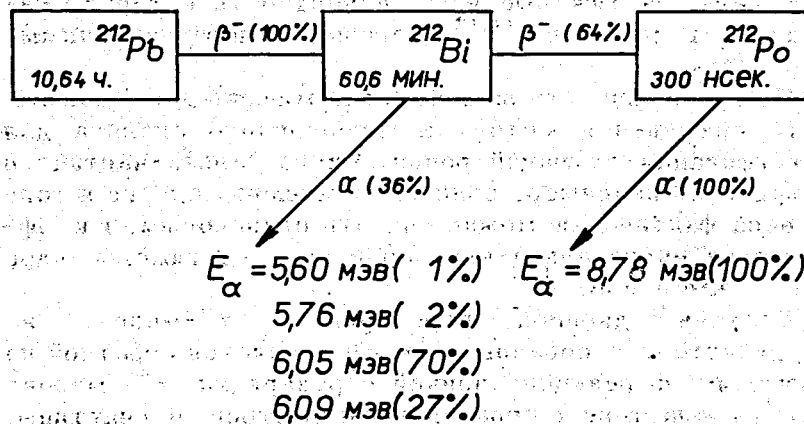 ²¹²Pb β⁻(100%) ²¹²Bi β⁻(64%) ²¹²Po
10,64 ч. 60,6 мин. 300 нсек.
α (36%) α (100%)
Eα = 5,60 мэв( 1%) Eα = 8,78 мэв(100%)
5,76 мэв( 2%)
6,05 мэв(70%)
6,09 мэв(27%)